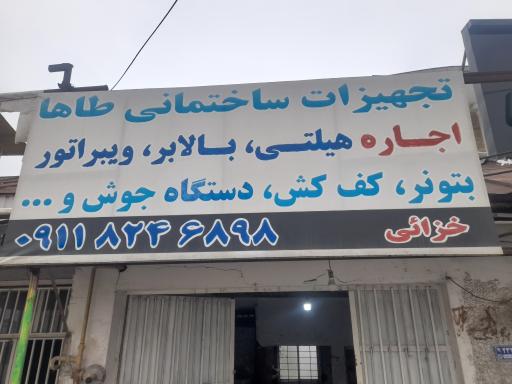 تجهیزات ساختمانی طاها
اجاره هیلتی، بالابر، ویبراتور
بتونر، کف کش، دستگاه جوش و ...
خزائی ۰۹۱۱ ۸۲۴ ۶۸۹۸